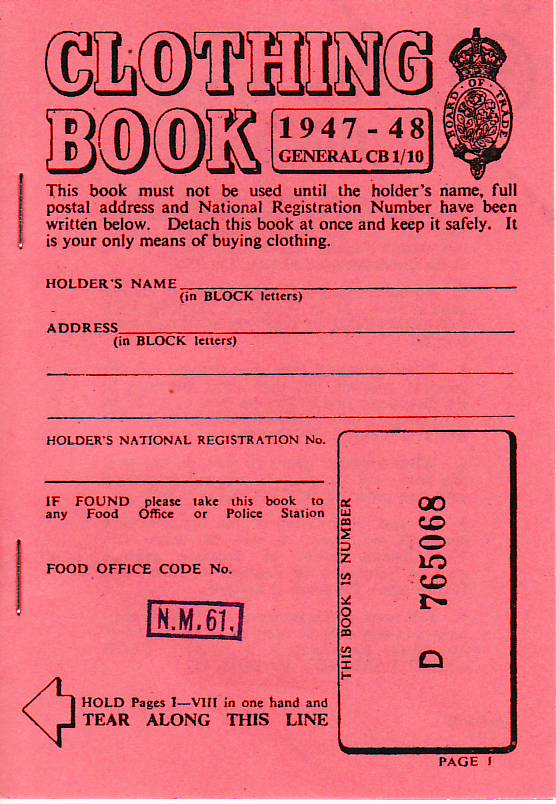 CLOTHING
BOOK
1947 - 48
GENERAL CB 1/10
BOARD · OF · TRADE
This book must not be used until the holder's name, full
postal address and National Registration Number have been
written below. Detach this book at once and keep it safely. It
is your only means of buying clothing.
HOLDER'S NAME
(in BLOCK letters)
ADDRESS
(in BLOCK letters)
HOLDER'S NATIONAL REGISTRATION No.
IF FOUND please take this book to
any Food Office or Police Station
FOOD OFFICE CODE No.
N.M.61.
THIS BOOK IS NUMBER
D 765068
HOLD Pages I—VIII in one hand and
TEAR ALONG THIS LINE
PAGE I